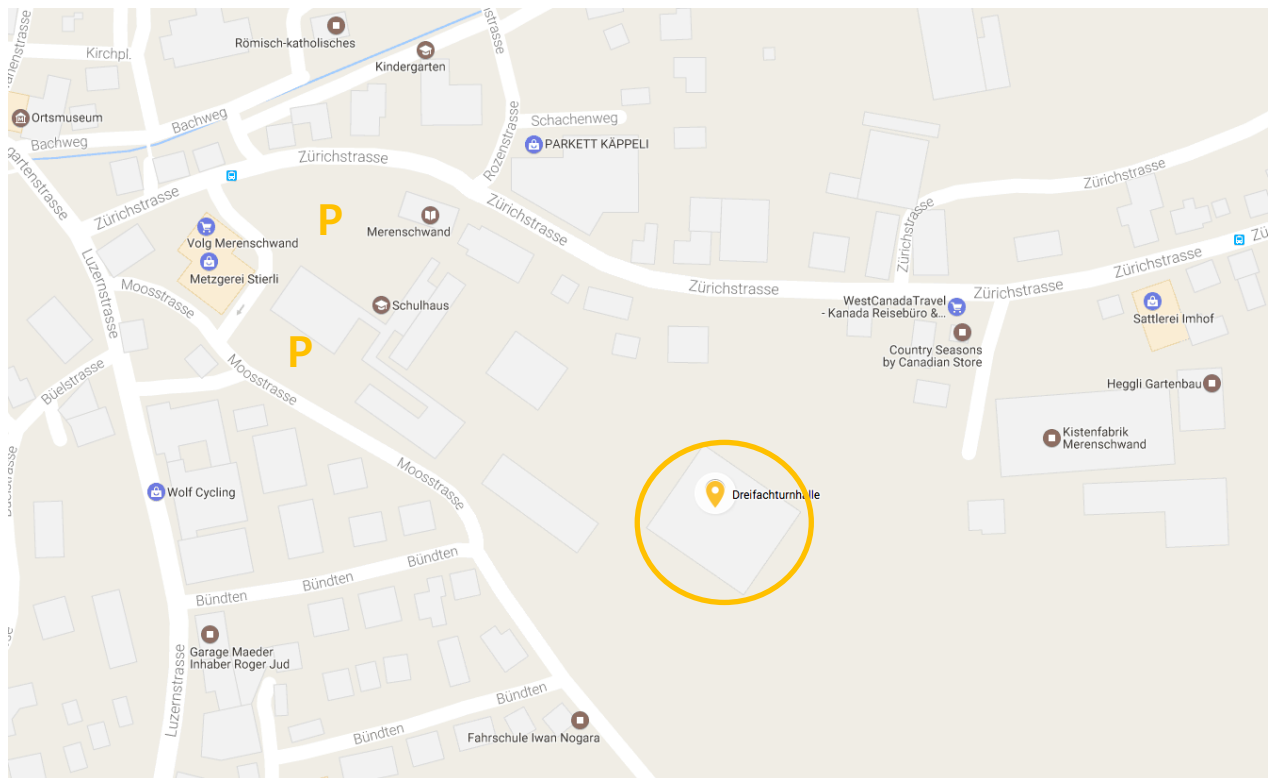 Römisch-katholisches
Kindergarten
Kirchpl.
Ortsmuseum
Bachweg
Bachweg
Rozenstrasse
Schachenweg
PARKETT KÄPPELI
Zürichstrasse
Zürichstrasse
Zürichstrasse
Zürichstrasse
Zürichstrasse
Zürichstrasse
Zürichstrasse
Zürichstrasse
Zü
gartenstrasse
P
Volg Merenschwand
Metzgerei Stierli
Merenschwand
Luzernstrasse
Moosstrasse
Schulhaus
P
Moosstrasse
Büelstrasse
WestCanadaTravel
- Kanada Reisebüro &...
Country Seasons
by Canadian Store
Sattlerei Imhof
Heggli Gartenbau
Kistenfabrik
Merenschwand
Moosstrasse
Wolf Cycling
Dreifachturnhalle
Bündten
Bündten
Bündten
Garage Maeder
Inhaber Roger Jud
Luzernstrasse
Bündten
Bündten
Fahrschule Iwan Nogara